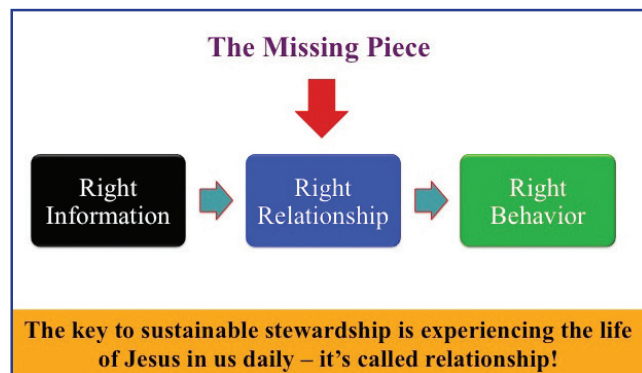 The Missing Piece
Right
Information
Right
Relationship
Right
Behavior
The key to sustainable stewardship is experiencing the life
of Jesus in us daily – it's called relationship!